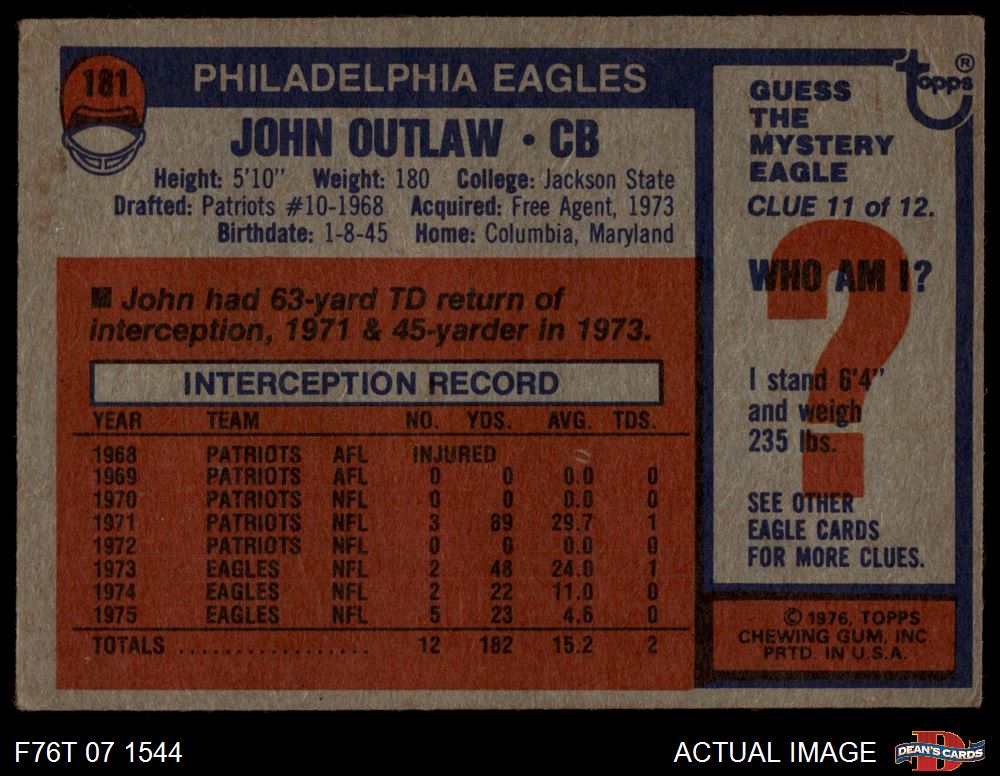 181
PHILADELPHIA EAGLES
JOHN OUTLAW • CB
Height: 5'10" Weight: 180 College: Jackson State
Drafted: Patriots #10-1968 Acquired: Free Agent, 1973
Birthdate: 1-8-45 Home: Columbia, Maryland
■ John had 63-yard TD return of
interception, 1971 & 45-yarder in 1973.
INTERCEPTION RECORD
YEAR TEAM NO. YDS. AVG. TDS.
1968 PATRIOTS AFL INJURED
1969 PATRIOTS AFL 0 0 0.0 0
1970 PATRIOTS NFL 0 0 0.0 0
1971 PATRIOTS NFL 3 89 29.7 1
1972 PATRIOTS NFL 0 0 0.0 0
1973 EAGLES NFL 2 48 24.0 1
1974 EAGLES NFL 2 22 11.0 0
1975 EAGLES NFL 5 23 4.6 0
TOTALS ................. 12 182 15.2 2
topps ®
GUESS
THE
MYSTERY
EAGLE
CLUE 11 of 12.
WHO AM I?
?
I stand 6'4"
and weigh
235 lbs.
SEE OTHER
EAGLE CARDS
FOR MORE CLUES.
© 1976, TOPPS
CHEWING GUM, INC.
PRTD. IN U.S.A.
F76T 07 1544
ACTUAL IMAGE
D
DEAN'S CARDS